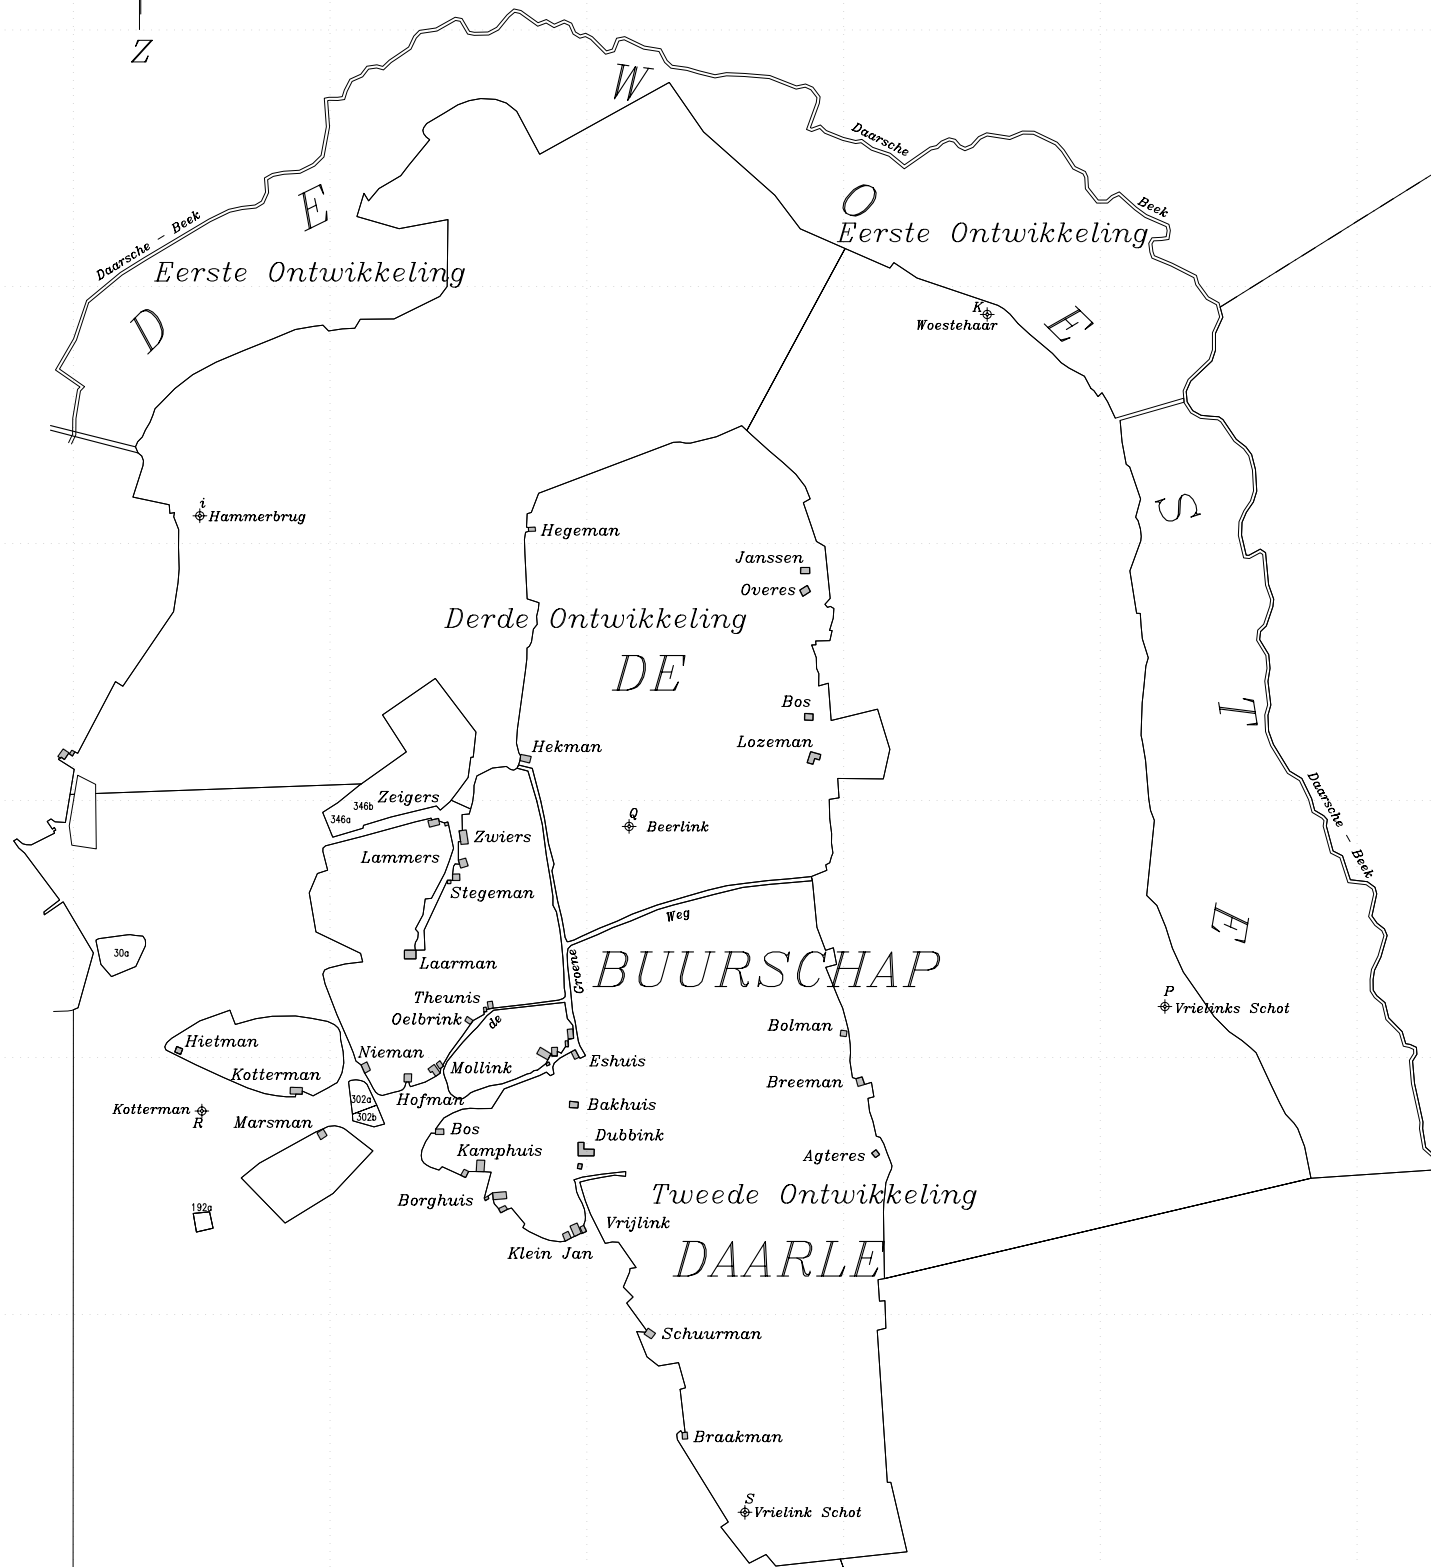 Z
W
Daarsche
E
O
Beek
Daarsche - Beek
Eerste Ontwikkeling
Eerste Ontwikkeling
K
Woestehaar
D
E
i
Hammerbrug
S
Hegeman
Janssen
Overes
Derde Ontwikkeling
DE
Bos
T
Lozeman
Hekman
Daarsche - Beek
Zeigers
346b
346a
Q
Beerlink
Zwiers
Lammers
Stegeman
Weg
E
30a
Groene
BUURSCHAP
Laarman
P
Vrielinks Schot
Theunis
Oelbrink
de
Bolman
Hietman
Nieman
Mollink
Eshuis
Kotterman
Breeman
302a
Hofman
Bakhuis
Kotterman
R
302b
Marsman
Bos
Dubbink
Kamphuis
Agteres
Borghuis
Tweede Ontwikkeling
192a
Vrijlink
Klein Jan
DAARLE
Schuurman
Braakman
S
Vrielink Schot